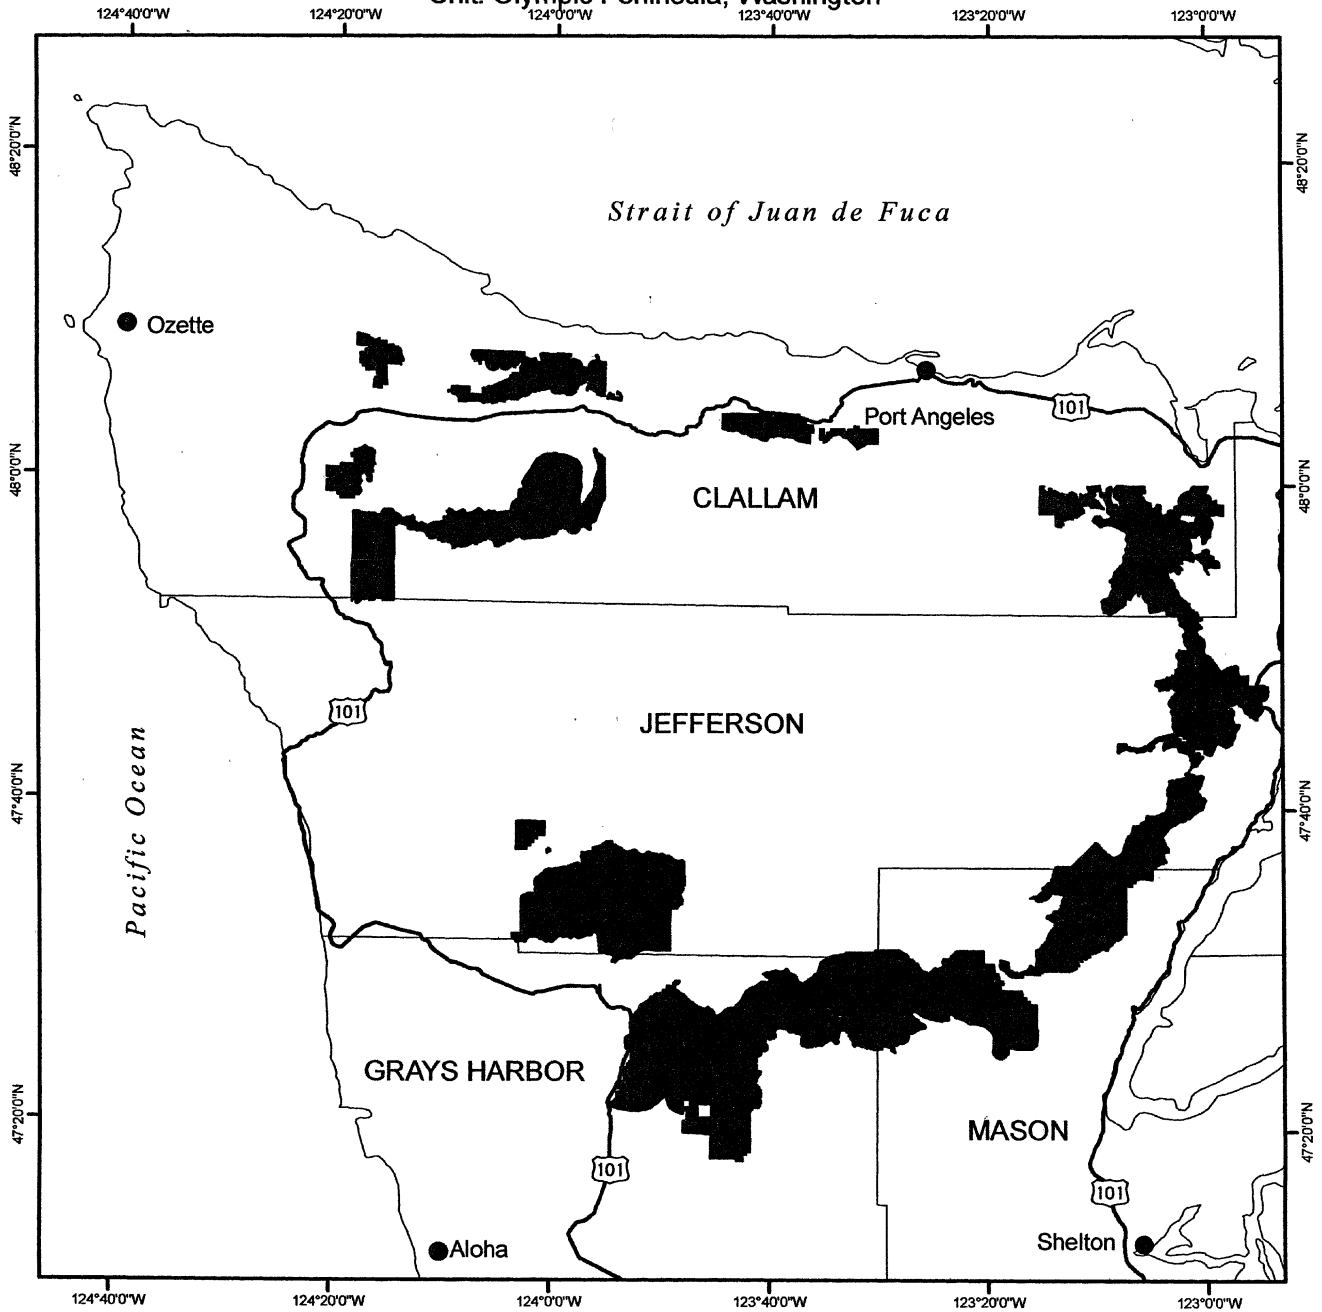 Unit: Olympic Peninsula, Washington
124°40'0"W 124°20'0"W 124°0'0"W 123°40'0"W 123°20'0"W 123°0'0"W
48°20'0"N
48°20'0"N
Strait of Juan de Fuca
Ozette
101
Port Angeles
48°0'0"N
CLALLAM
48°0'0"N
101
JEFFERSON
Pacific Ocean
47°40'0"N
47°40'0"N
GRAYS HARBOR
47°20'0"N
MASON
47°20'0"N
101
101
Shelton
Aloha
124°40'0"W 124°20'0"W 124°0'0"W 123°40'0"W 123°20'0"W 123°0'0"W